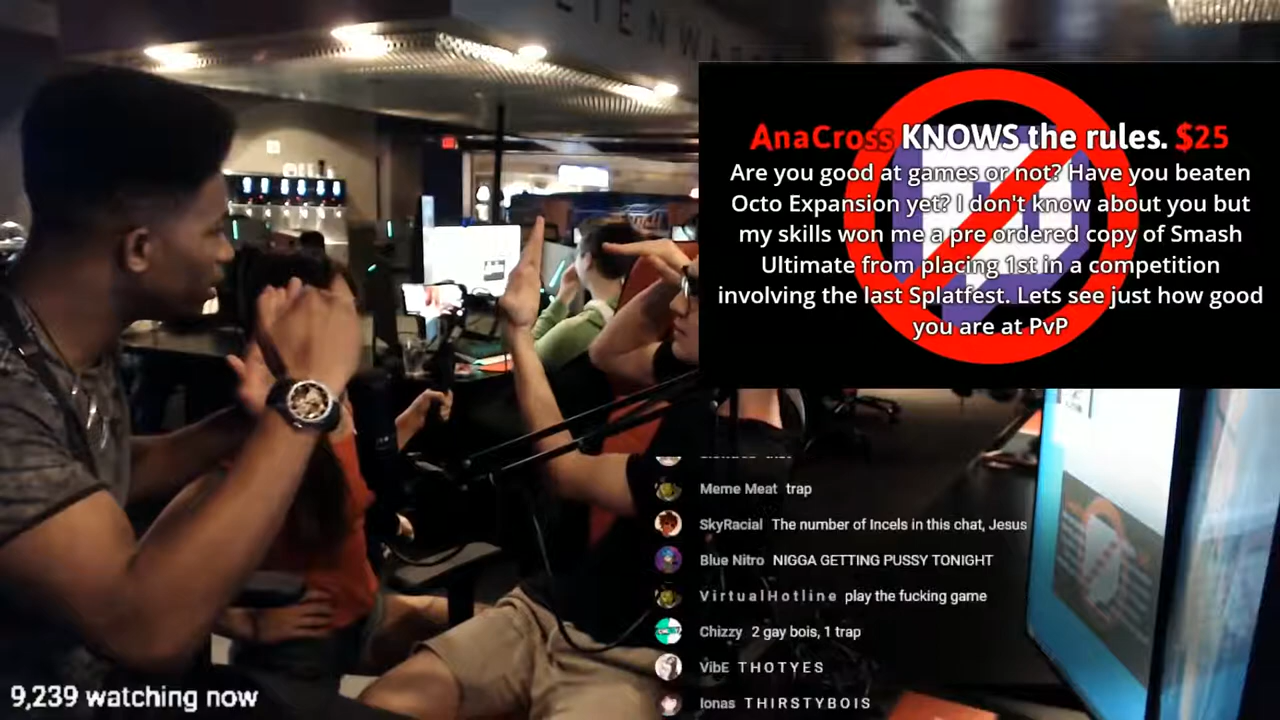 AnaCross KNOWS the rules. $25
Are you good at games or not? Have you beaten
Octo Expansion yet? I don't know about you but
my skills won me a pre ordered copy of Smash
Ultimate from placing 1st in a competition
involving the last Splatfest. Lets see just how good
you are at PvP
Meme Meat trap
SkyRacial The number of Incels in this chat, Jesus
Blue Nitro NIGGA GETTING PUSSY TONIGHT
VirtualHotline play the fucking game
Chizzy 2 gay bois, 1 trap
VibE T H O T Y E S
Ionas T H I R S T Y B O I S
9,239 watching now